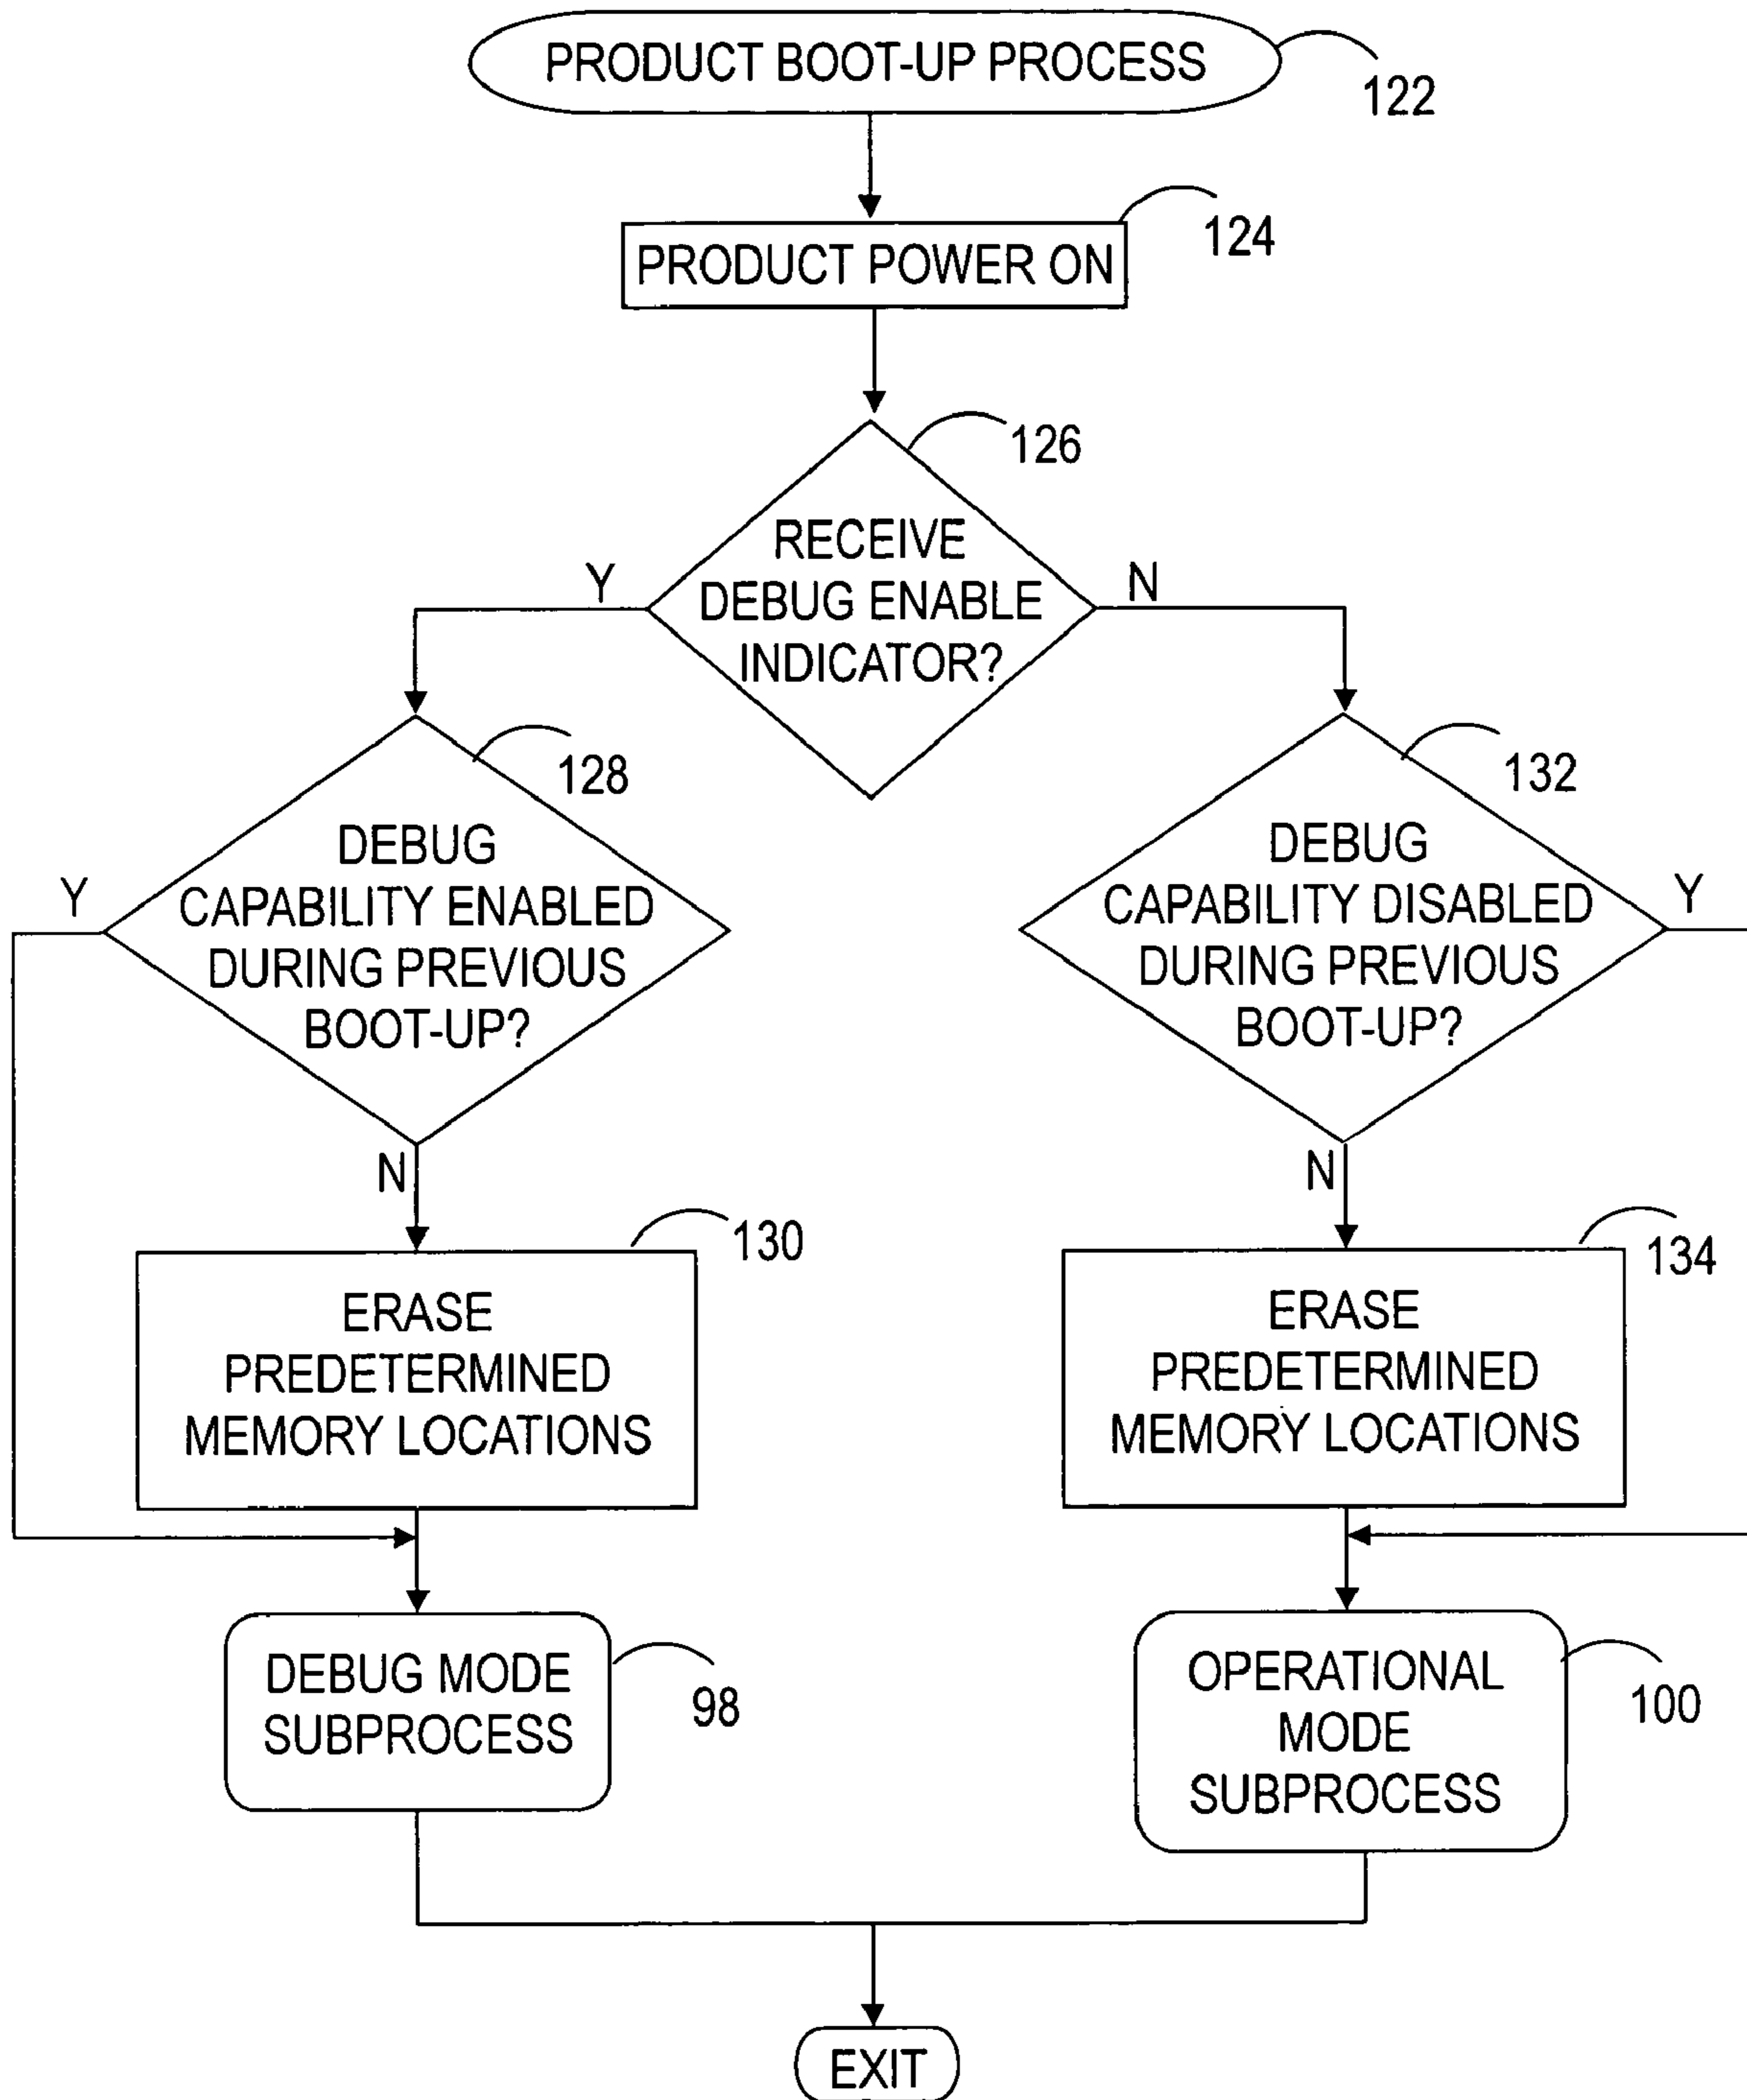 PRODUCT BOOT-UP PROCESS
122
PRODUCT POWER ON
124
126
RECEIVE
DEBUG ENABLE
INDICATOR?
Y
N
128
DEBUG
CAPABILITY ENABLED
DURING PREVIOUS
BOOT-UP?
Y
N
132
DEBUG
CAPABILITY DISABLED
DURING PREVIOUS
BOOT-UP?
Y
N
130
ERASE
PREDETERMINED
MEMORY LOCATIONS
134
ERASE
PREDETERMINED
MEMORY LOCATIONS
DEBUG MODE
SUBPROCESS
98
OPERATIONAL
MODE
SUBPROCESS
100
EXIT